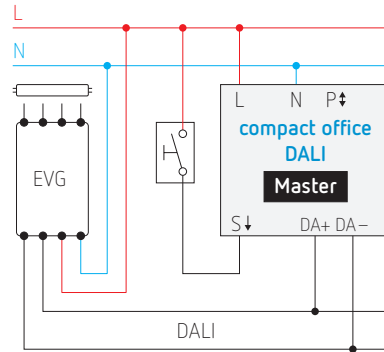 L
N
L N P↕
compact office
DALI
Master
EVG
S↓ DA+ DA−
DALI